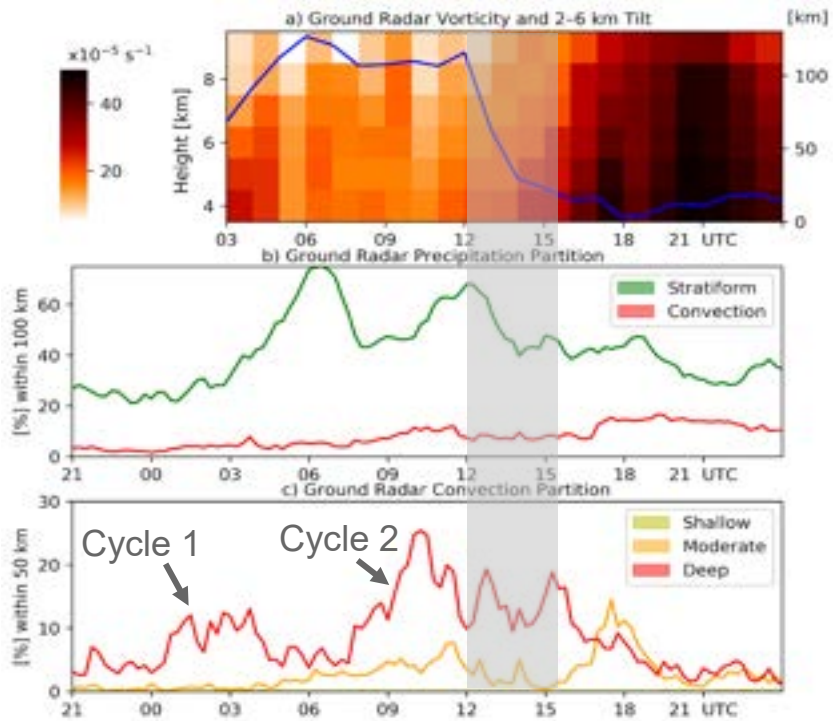 a) Ground Radar Vorticity and 2–6 km Tilt
[km]
x10⁻⁵ s⁻¹
40
20
Height [km]
8
6
4
100
50
0
03 06 09 12 15 18 21 UTC
b) Ground Radar Precipitation Partition
[%] within 100 km
60
40
20
0
Stratiform
Convection
21 00 03 06 09 12 15 18 21 UTC
c) Ground Radar Convection Partition
[%] within 50 km
30
20
10
0
Cycle 1
Cycle 2
Shallow
Moderate
Deep
21 00 03 06 09 12 15 18 21 UTC